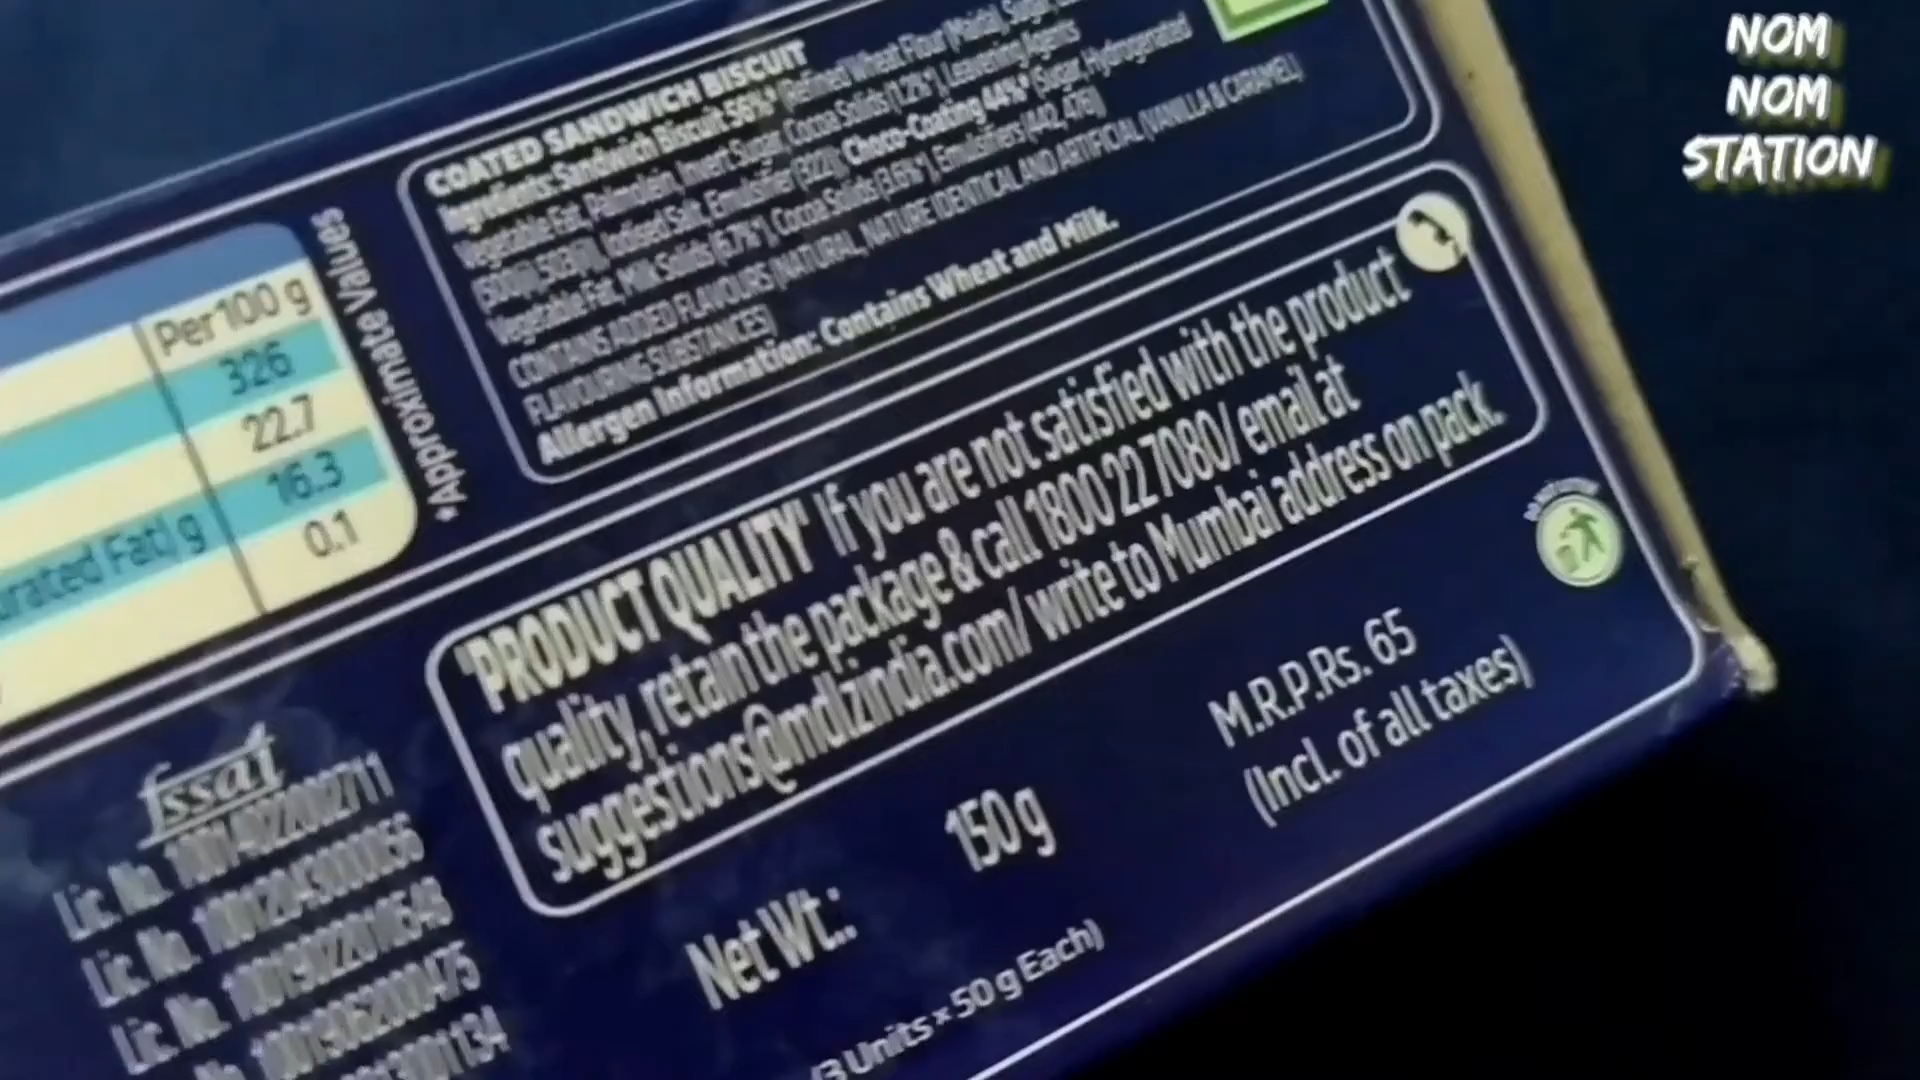 NOM
NOM
STATION
COATED SANDWICH BISCUIT
Ingredients: Sandwich Biscuit 56%* (Refined Wheat Flour (Maida), Sugar,
Vegetable Fat, Palmolein, Invert Sugar, Cocoa Solids (1.2%*), Leavening Agents
Iodised Salt, Emulsifier (322)), Choco-Coating 44%* (Sugar, Hydrogenated
Vegetable Fat, Milk Solids (6.7%*), Cocoa Solids (3.6%*), Emulsifiers (442, 476))
CONTAINS ADDED FLAVOURS (NATURAL, NATURE IDENTICAL AND ARTIFICIAL (VANILLA & CARAMEL)
FLAVOURING SUBSTANCES)
Allergen Information: Contains Wheat and Milk.
Per 100 g
326
22.7
urated Fat) g 16.3
0.1
*Approximate Values
"PRODUCT QUALITY" If you are not satisfied with the product
quality, retain the package & call 1800 22 7080/ email at
suggestions@mdlzindia.com/ write to Mumbai address on pack.
fssai
Lic. No. 10014022002711
Lic. No.
Lic. No.
Net Wt.: 150 g
(3 Units × 50 g Each)
M.R.P.Rs. 65
(Incl. of all taxes)